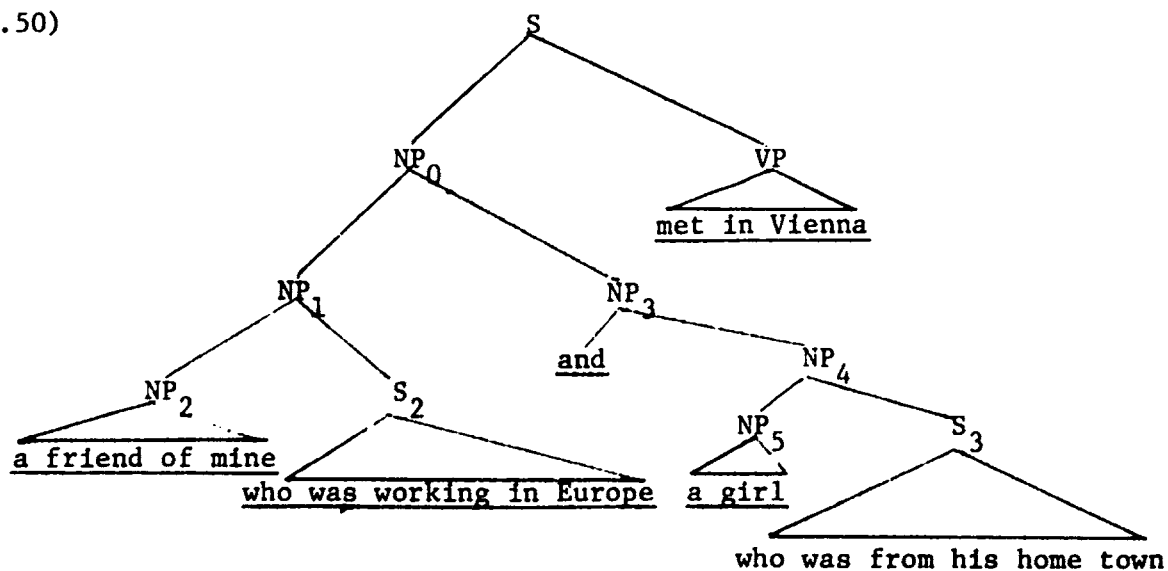 .50)
S
NP0 VP
met in Vienna
NP1 NP3
and NP4
NP2 S2
NP5 S3
a friend of mine
who was working in Europe a girl
who was from his home town